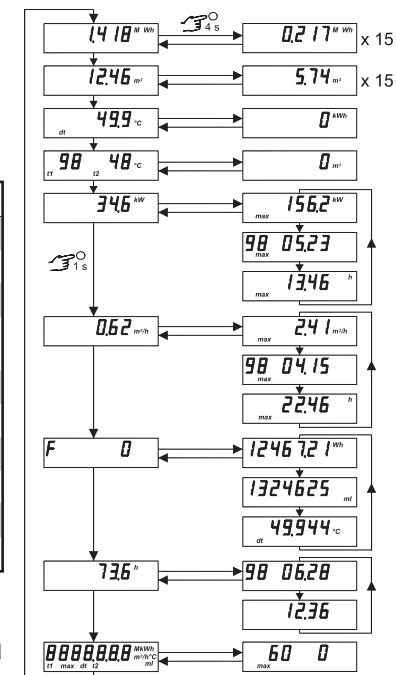 4 s
1,418 M Wh 0,217 M Wh x 15
12,46 m³ 5,74 m³ x 15
dt 49,9 °C 0 kWh
t1 98 t2 48 °C 0 m³
34,6 kW max 156,2 kW
98 05,23 max
1 s
max 13,46 h
0,62 m³/h max 2,41 m³/h
98 04,15 max
max 22,46 h
F 0 12467,21 Wh
1324625 ml
dt 49,944 °C
73,6 h 98 06,28
12,36
8888,8,8,8 MkWh m³/h°C ml t1 max dt t2 max 60 0